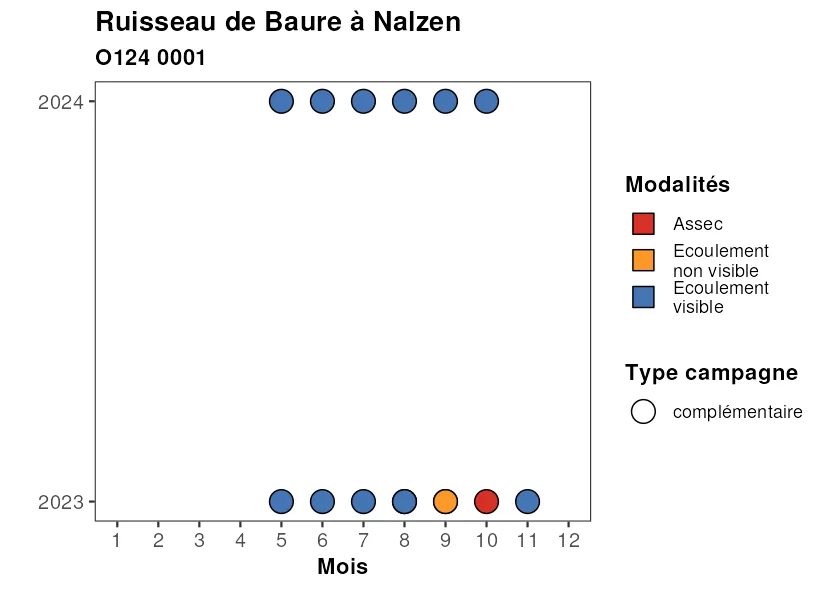 Ruisseau de Baure à Nalzen
O124 0001
2024
2023
1 2 3 4 5 6 7 8 9 10 11 12
Mois
Modalités
Assec
Ecoulement
non visible
Ecoulement
visible
Type campagne
complémentaire